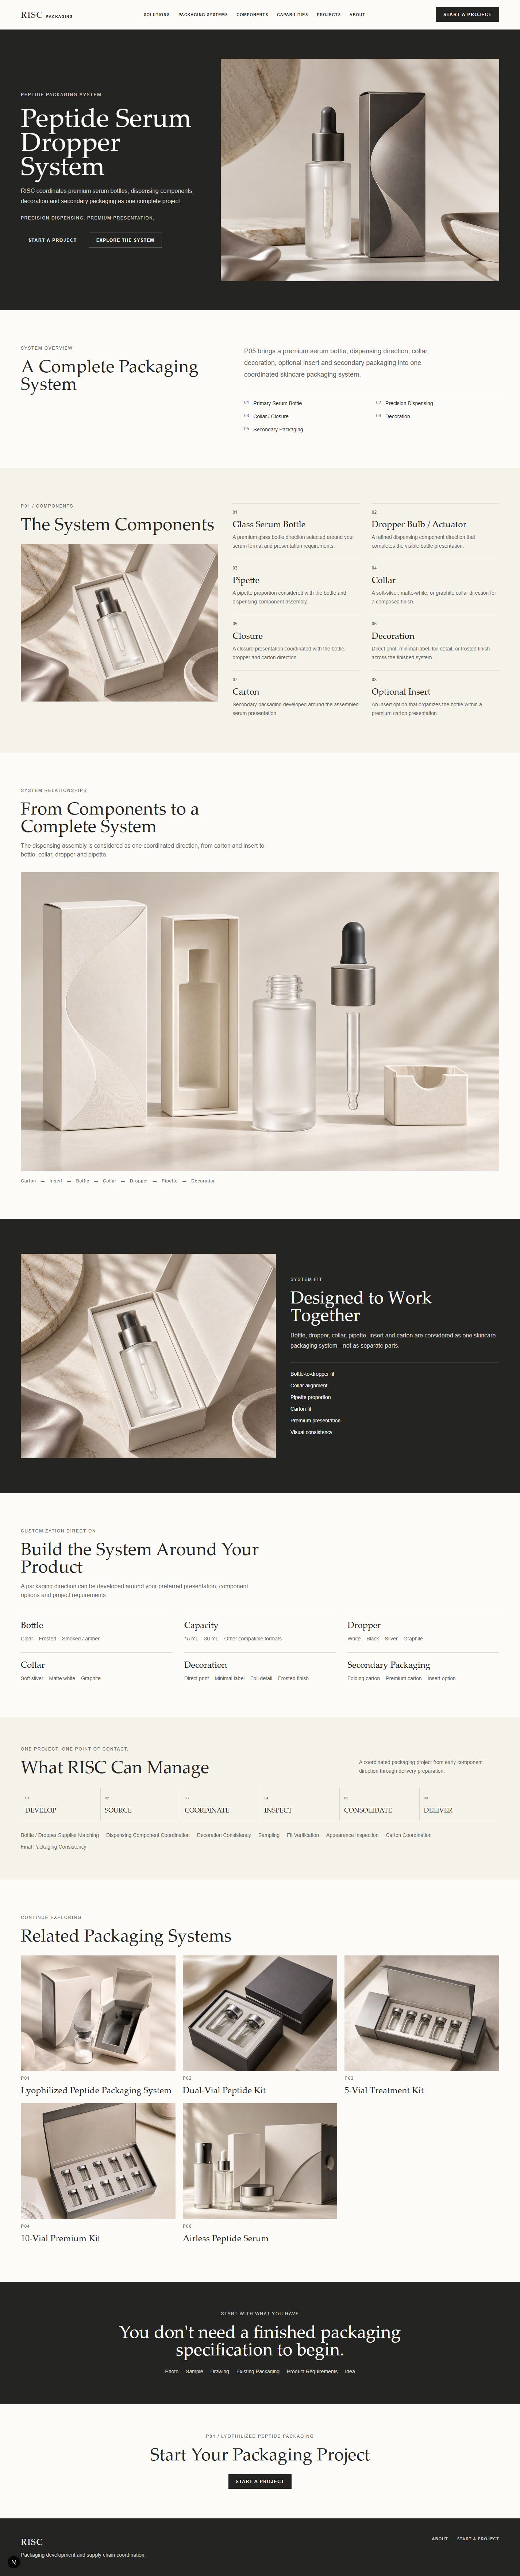 RISC PACKAGING
SOLUTIONS PACKAGING SYSTEMS COMPONENTS CAPABILITIES PROJECTS ABOUT
START A PROJECT
PEPTIDE PACKAGING SYSTEM
Peptide Serum
Dropper
System
RISC coordinates premium serum bottles, dispensing components,
decoration and secondary packaging as one complete project.
PRECISION DISPENSING. PREMIUM PRESENTATION.
START A PROJECT
EXPLORE THE SYSTEM
SYSTEM OVERVIEW
A Complete Packaging
System
P05 brings a premium serum bottle, dispensing direction, collar,
decoration, optional insert and secondary packaging into one
coordinated skincare packaging system.
01 Primary Serum Bottle
02 Precision Dispensing
03 Collar / Closure
04 Decoration
05 Secondary Packaging
P01 / COMPONENTS
The System Components
01
Glass Serum Bottle
A premium glass bottle direction selected around your
serum format and presentation requirements.
02
Dropper Bulb / Actuator
A refined dispensing component direction that
completes the visible bottle presentation.
03
Pipette
A pipette proportion considered with the bottle and
dispensing-component assembly.
04
Collar
A soft-silver, matte-white, or graphite collar direction for
a composed finish.
05
Closure
A closure presentation coordinated with the bottle,
dropper and carton direction.
06
Decoration
Direct print, minimal label, foil detail, or frosted finish
across the finished system.
07
Carton
Secondary packaging developed around the assembled
serum presentation.
08
Optional Insert
An insert option that organizes the bottle within a
premium carton presentation.
SYSTEM RELATIONSHIPS
From Components to a
Complete System
The dispensing assembly is considered as one coordinated direction, from carton and insert to
bottle, collar, dropper and pipette.
Carton → Insert → Bottle → Collar → Dropper → Pipette → Decoration
SYSTEM FIT
Designed to Work
Together
Bottle, dropper, collar, pipette, insert and carton are considered as one skincare
packaging system—not as separate parts.
Bottle-to-dropper fit
Collar alignment
Pipette proportion
Carton fit
Premium presentation
Visual consistency
CUSTOMIZATION DIRECTION
Build the System Around Your
Product
A packaging direction can be developed around your preferred presentation, component
options and project requirements.
Bottle
Clear Frosted Smoked / amber
Capacity
15 mL 30 mL Other compatible formats
Dropper
White Black Silver Graphite
Collar
Soft silver Matte white Graphite
Decoration
Direct print Minimal label Foil detail Frosted finish
Secondary Packaging
Folding carton Premium carton Insert option
ONE PROJECT. ONE POINT OF CONTACT.
What RISC Can Manage
A coordinated packaging project from early component
direction through delivery preparation.
01
DEVELOP
02
SOURCE
03
COORDINATE
04
INSPECT
05
CONSOLIDATE
06
DELIVER
Bottle / Dropper Supplier Matching Dispensing Component Coordination Decoration Consistency Sampling Fit Verification Appearance Inspection Carton Coordination
Final Packaging Consistency
CONTINUE EXPLORING
Related Packaging Systems
P01
Lyophilized Peptide Packaging System
P02
Dual-Vial Peptide Kit
P03
5-Vial Treatment Kit
P04
10-Vial Premium Kit
P06
Airless Peptide Serum
START WITH WHAT YOU HAVE
You don't need a finished packaging
specification to begin.
Photo Sample Drawing Existing Packaging Product Requirements Idea
P01 / LYOPHILIZED PEPTIDE PACKAGING
Start Your Packaging Project
START A PROJECT
RISC
ABOUT START A PROJECT
N
Packaging development and supply chain coordination.